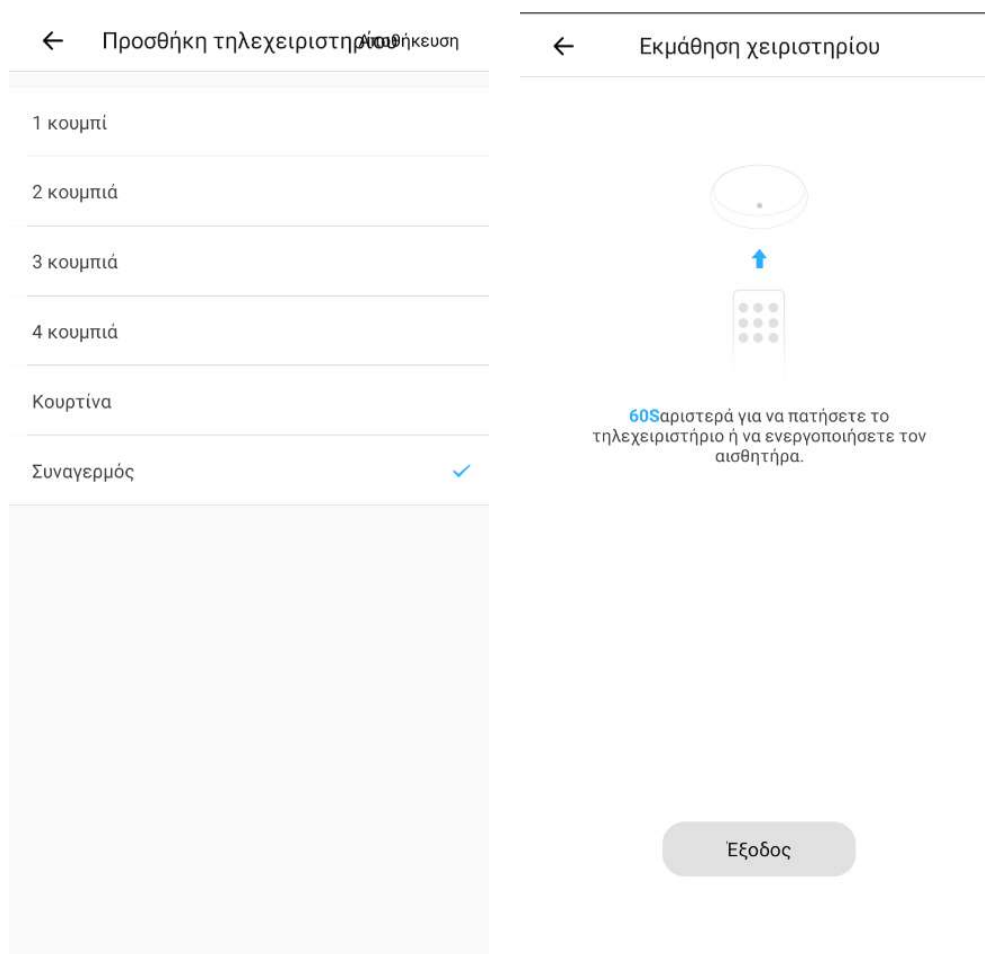 Προσθήκη τηλεχειριστηρίου
Αποθήκευση
1 κουμπί
2 κουμπιά
3 κουμπιά
4 κουμπιά
Κουρτίνα
Συναγερμός
Εκμάθηση χειριστηρίου
60Sαριστερά για να πατήσετε το
τηλεχειριστήριο ή να ενεργοποιήσετε τον
αισθητήρα.
Έξοδος